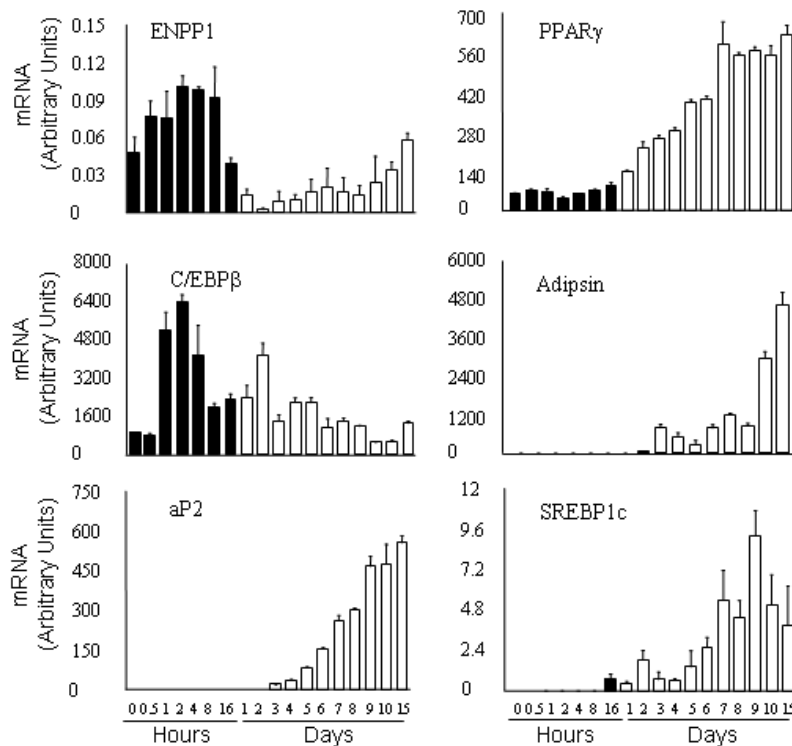 ENPP1
PPARγ
mRNA
(Arbitrary Units)
0.15
0.12
0.09
0.06
0.03
0
700
560
420
280
140
0
C/EBPβ
Adipsin
mRNA
(Arbitrary Units)
8000
6400
4800
3200
1600
0
6000
4800
3600
2400
1200
0
aP2
SREBP1c
mRNA
(Arbitrary Units)
750
600
450
300
150
0
12
9.6
7.2
4.8
2.4
0
0 0.5 1 2 4 8 16 1 2 3 4 5 6 7 8 9 10 15
Hours Days
0 0.5 1 2 4 8 16 1 2 3 4 5 6 7 8 9 10 15
Hours Days